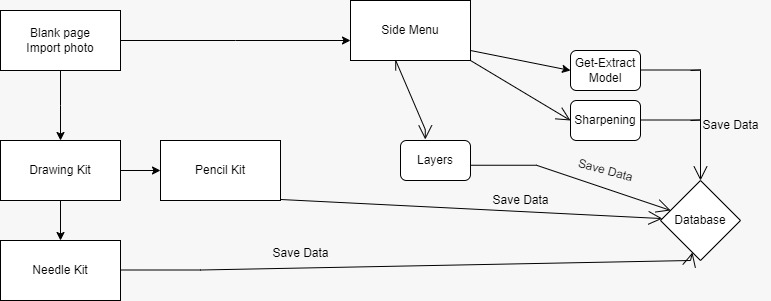 Blank page
Import photo
Side Menu
Get-Extract
Model
Sharpening
Save Data
Drawing Kit
Pencil Kit
Layers
Save Data
Save Data
Database
Needle Kit
Save Data